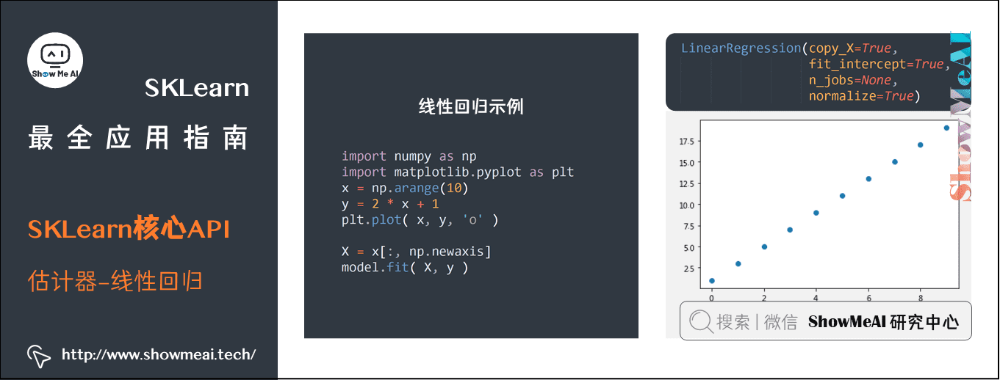 Show Me AI
SKLearn
最全应用指南
SKLearn核心API
估计器-线性回归
http://www.showmeai.tech/
线性回归示例
import numpy as np
import matplotlib.pyplot as plt
x = np.arange(10)
y = 2 * x + 1
plt.plot( x, y, 'o' )
X = x[:, np.newaxis]
model.fit( X, y )
LinearRegression(copy_X=True,
fit_intercept=True,
n_jobs=None,
normalize=True)
ShowMeAI
17.5
15.0
12.5
10.0
7.5
5.0
2.5
0 2 4 6 8
搜索 | 微信 ShowMeAI 研究中心